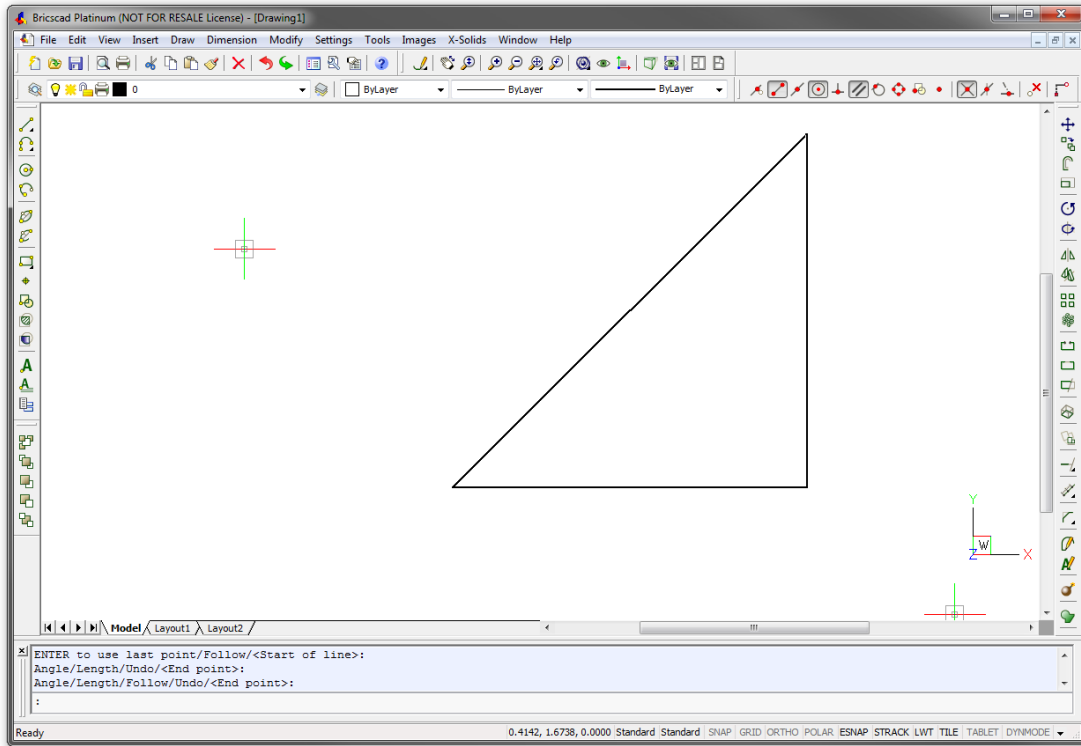 Bricscad Platinum (NOT FOR RESALE License) - [Drawing1]
File Edit View Insert Draw Dimension Modify Settings Tools Images X-Solids Window Help
0 ByLayer ByLayer ByLayer
Y
W
Z X
Model Layout1 Layout2
ENTER to use last point/Follow/<Start of line>:
Angle/Length/Undo/<End point>:
Angle/Length/Follow/Undo/<End point>:
:
Ready 0.4142, 1.6738, 0.0000 Standard Standard SNAP GRID ORTHO POLAR ESNAP STRACK LWT TILE TABLET DYNMODE